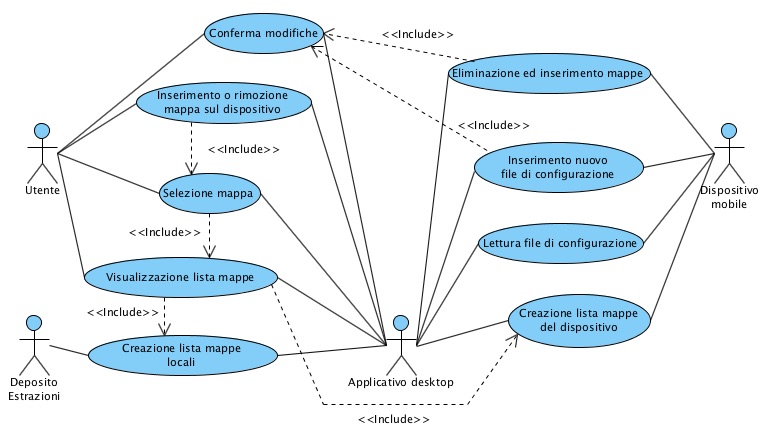 Conferma modifiche
<<Include>>
Eliminazione ed inserimento mappe
Inserimento o rimozione
mappa sul dispositivo
<<Include>>
<<Include>>
Inserimento nuovo
file di configurazione
Utente
Selezione mappa
Dispositivo
mobile
<<Include>>
Lettura file di configurazione
Visualizzazione lista mappe
<<Include>>
Creazione lista mappe
del dispositivo
Creazione lista mappe
locali
Deposito
Estrazioni
Applicativo desktop
<<Include>>